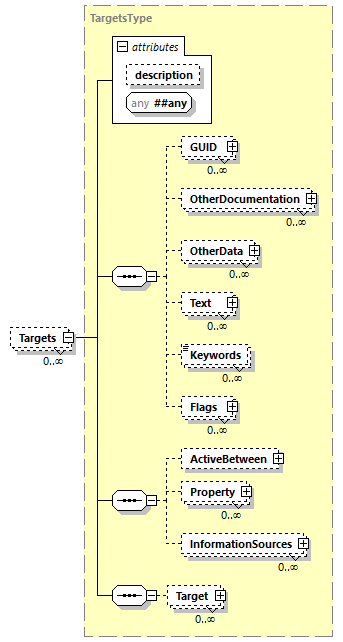 TargetsType
attributes
description
any ##any
GUID
0..∞
OtherDocumentation
0..∞
OtherData
0..∞
Text
0..∞
Targets
0..∞
Keywords
0..∞
Flags
0..∞
ActiveBetween
Property
0..∞
InformationSources
0..∞
Target
0..∞